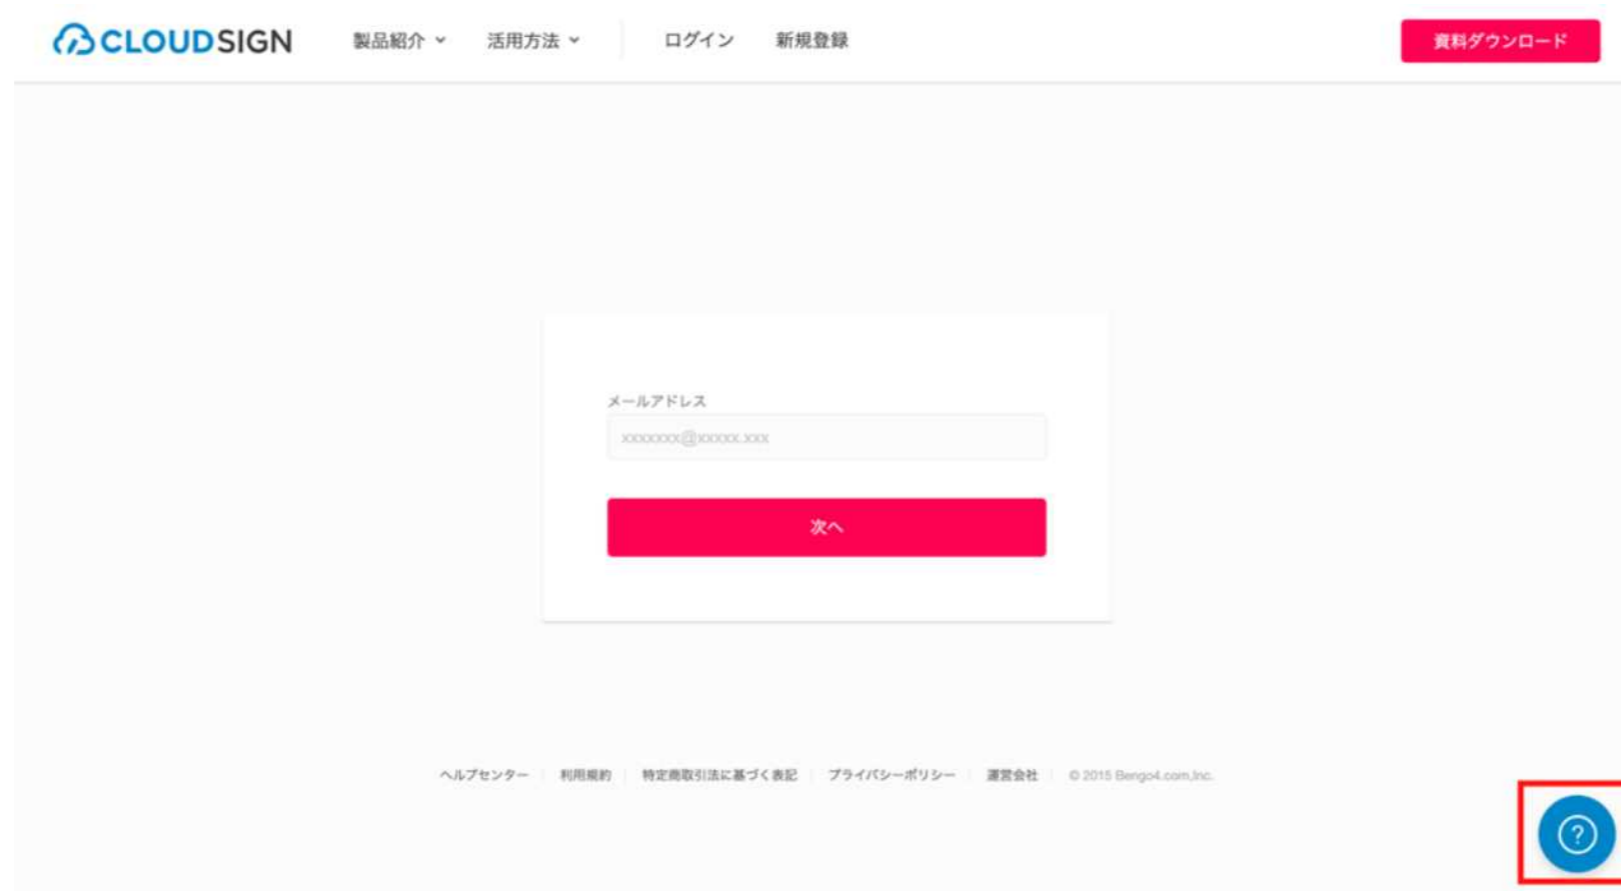 CLOUDSIGN 製品紹介 活用方法 ログイン 新規登録 資料ダウンロード
メールアドレス
xxxxxxx@xxxxx.xxx
次へ
ヘルプセンター 利用規約 特定商取引法に基づく表記 プライバシーポリシー 運営会社 © 2015 Bengo4.com,Inc.
?